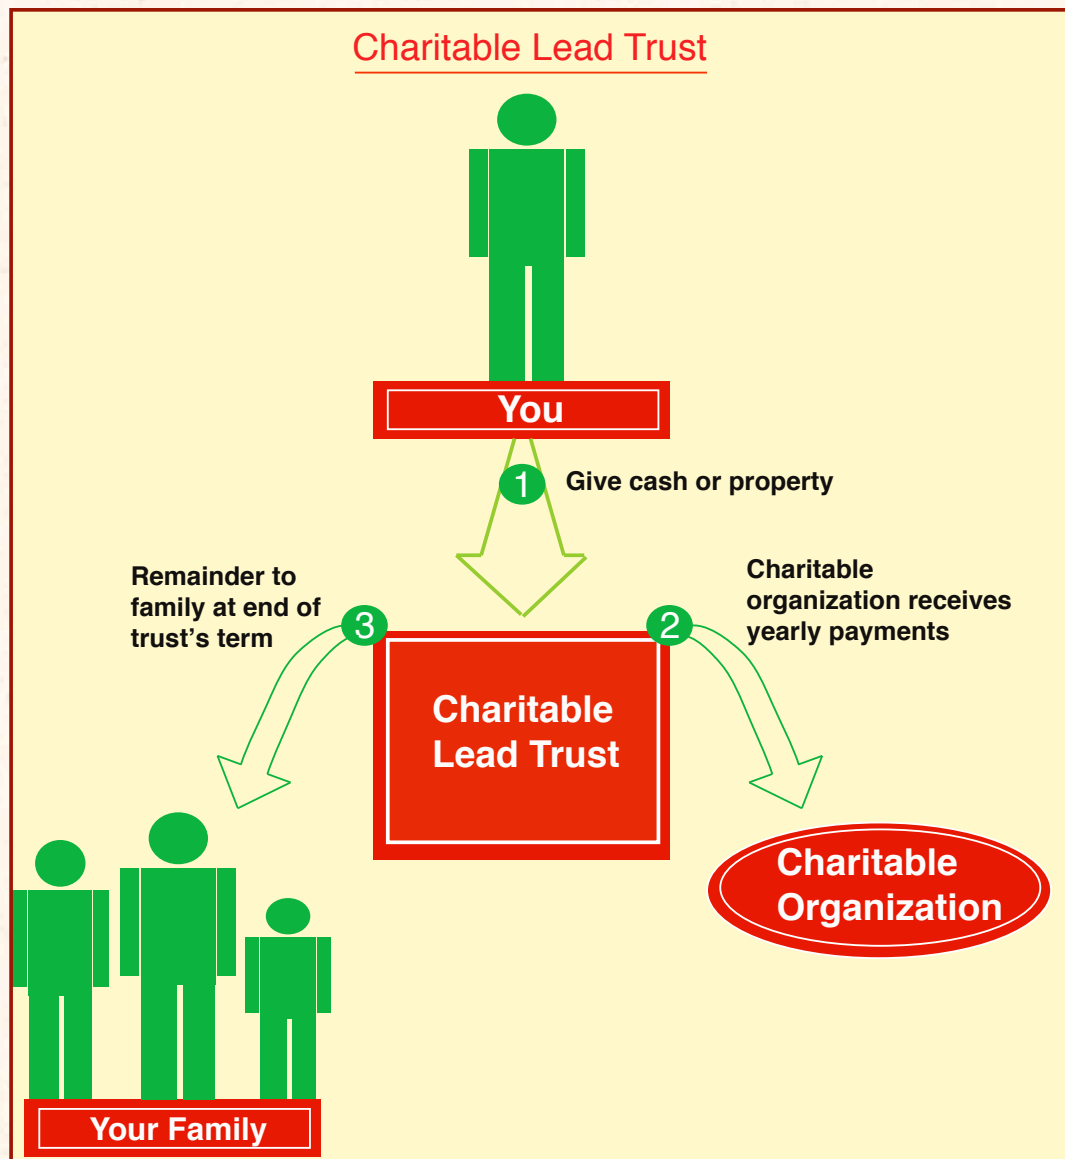 Charitable Lead Trust
You
1
Give cash or property
Remainder to
family at end of
trust's term
3
2
Charitable
organization receives
yearly payments
Charitable
Lead Trust
Charitable
Organization
Your Family